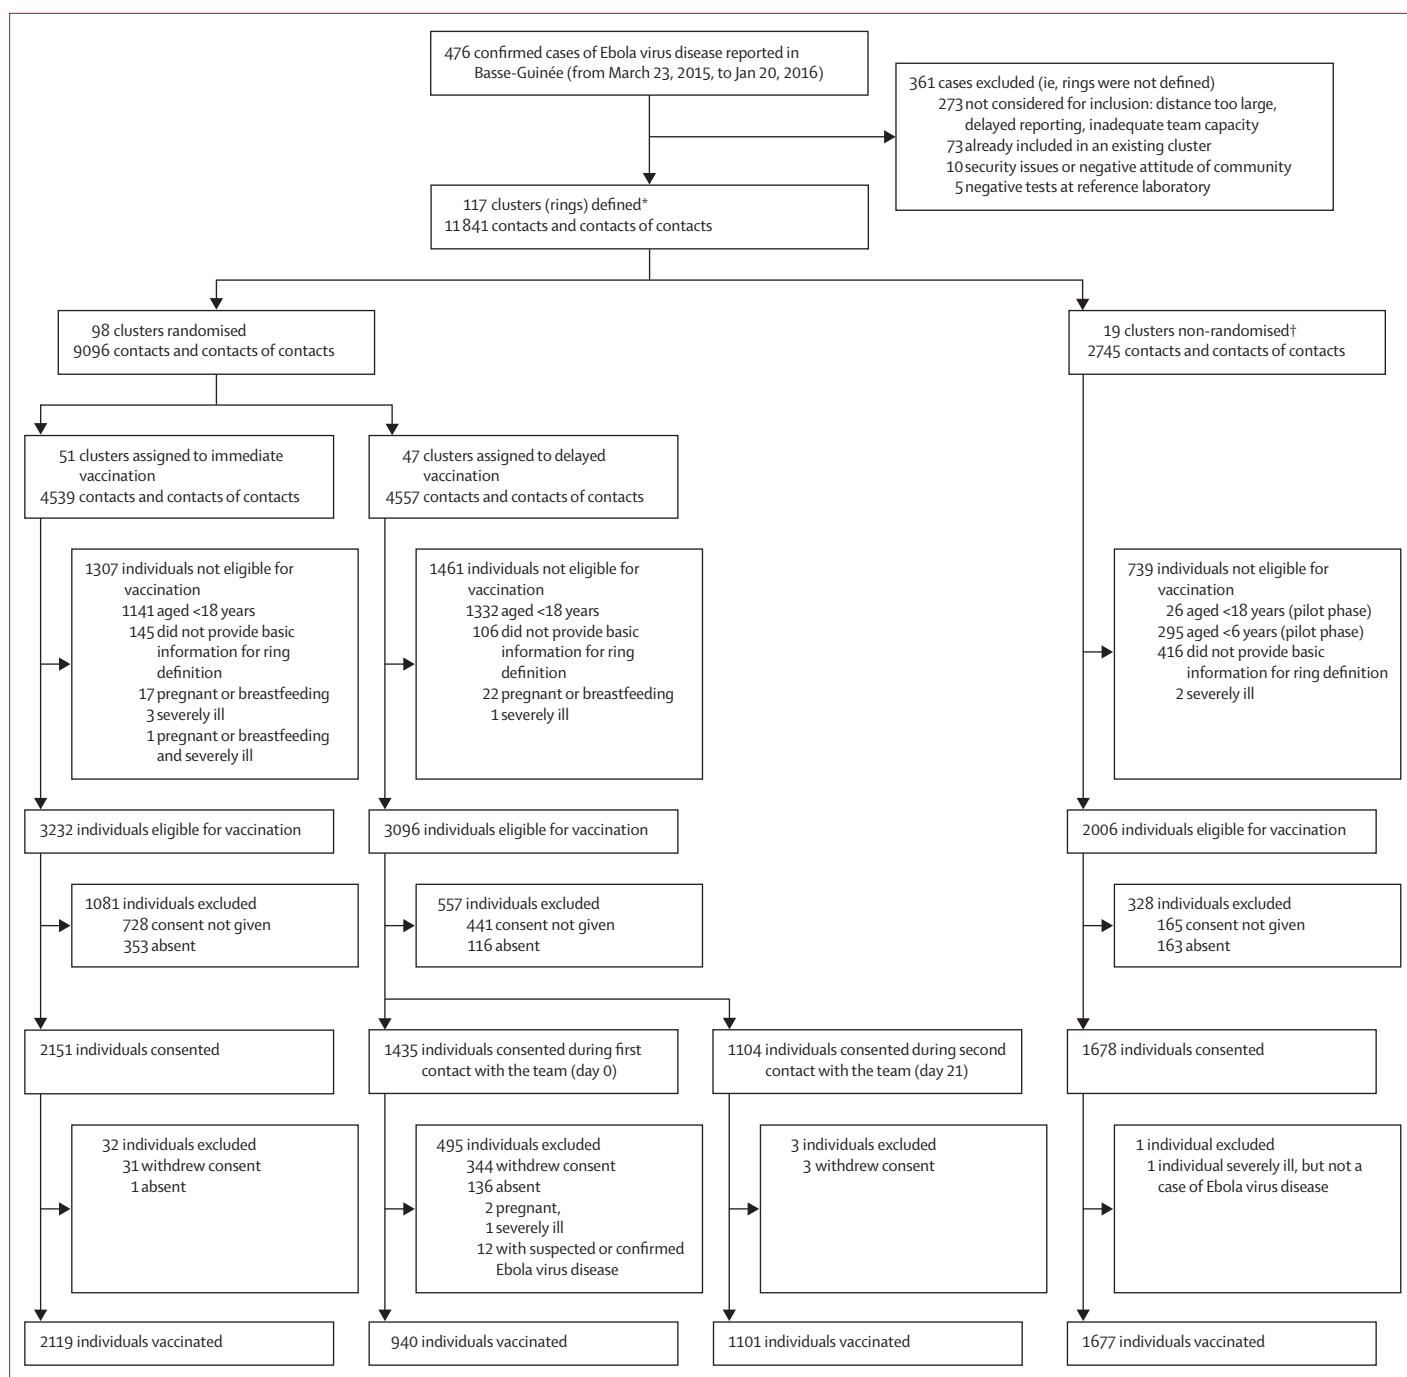 476 confirmed cases of Ebola virus disease reported in
Basse-Guinée (from March 23, 2015, to Jan 20, 2016)
361 cases excluded (ie, rings were not defined)
273 not considered for inclusion: distance too large,
delayed reporting, inadequate team capacity
73 already included in an existing cluster
10 security issues or negative attitude of community
5 negative tests at reference laboratory
117 clusters (rings) defined*
11 841 contacts and contacts of contacts
98 clusters randomised
9096 contacts and contacts of contacts
19 clusters non-randomised†
2745 contacts and contacts of contacts
51 clusters assigned to immediate
vaccination
4539 contacts and contacts of contacts
47 clusters assigned to delayed
vaccination
4557 contacts and contacts of contacts
1307 individuals not eligible for
vaccination
1141 aged <18 years
145 did not provide basic
information for ring
definition
17 pregnant or breastfeeding
3 severely ill
1 pregnant or breastfeeding
and severely ill
1461 individuals not eligible for
vaccination
1332 aged <18 years
106 did not provide basic
information for ring
definition
22 pregnant or breastfeeding
1 severely ill
739 individuals not eligible for
vaccination
26 aged <18 years (pilot phase)
295 aged <6 years (pilot phase)
416 did not provide basic
information for ring definition
2 severely ill
3232 individuals eligible for vaccination
3096 individuals eligible for vaccination
2006 individuals eligible for vaccination
1081 individuals excluded
728 consent not given
353 absent
557 individuals excluded
441 consent not given
116 absent
328 individuals excluded
165 consent not given
163 absent
2151 individuals consented
1435 individuals consented during first
contact with the team (day 0)
1104 individuals consented during second
contact with the team (day 21)
1678 individuals consented
32 individuals excluded
31 withdrew consent
1 absent
495 individuals excluded
344 withdrew consent
136 absent
2 pregnant,
1 severely ill
12 with suspected or confirmed
Ebola virus disease
3 individuals excluded
3 withdrew consent
1 individual excluded
1 individual severely ill, but not a
case of Ebola virus disease
2119 individuals vaccinated
940 individuals vaccinated
1101 individuals vaccinated
1677 individuals vaccinated